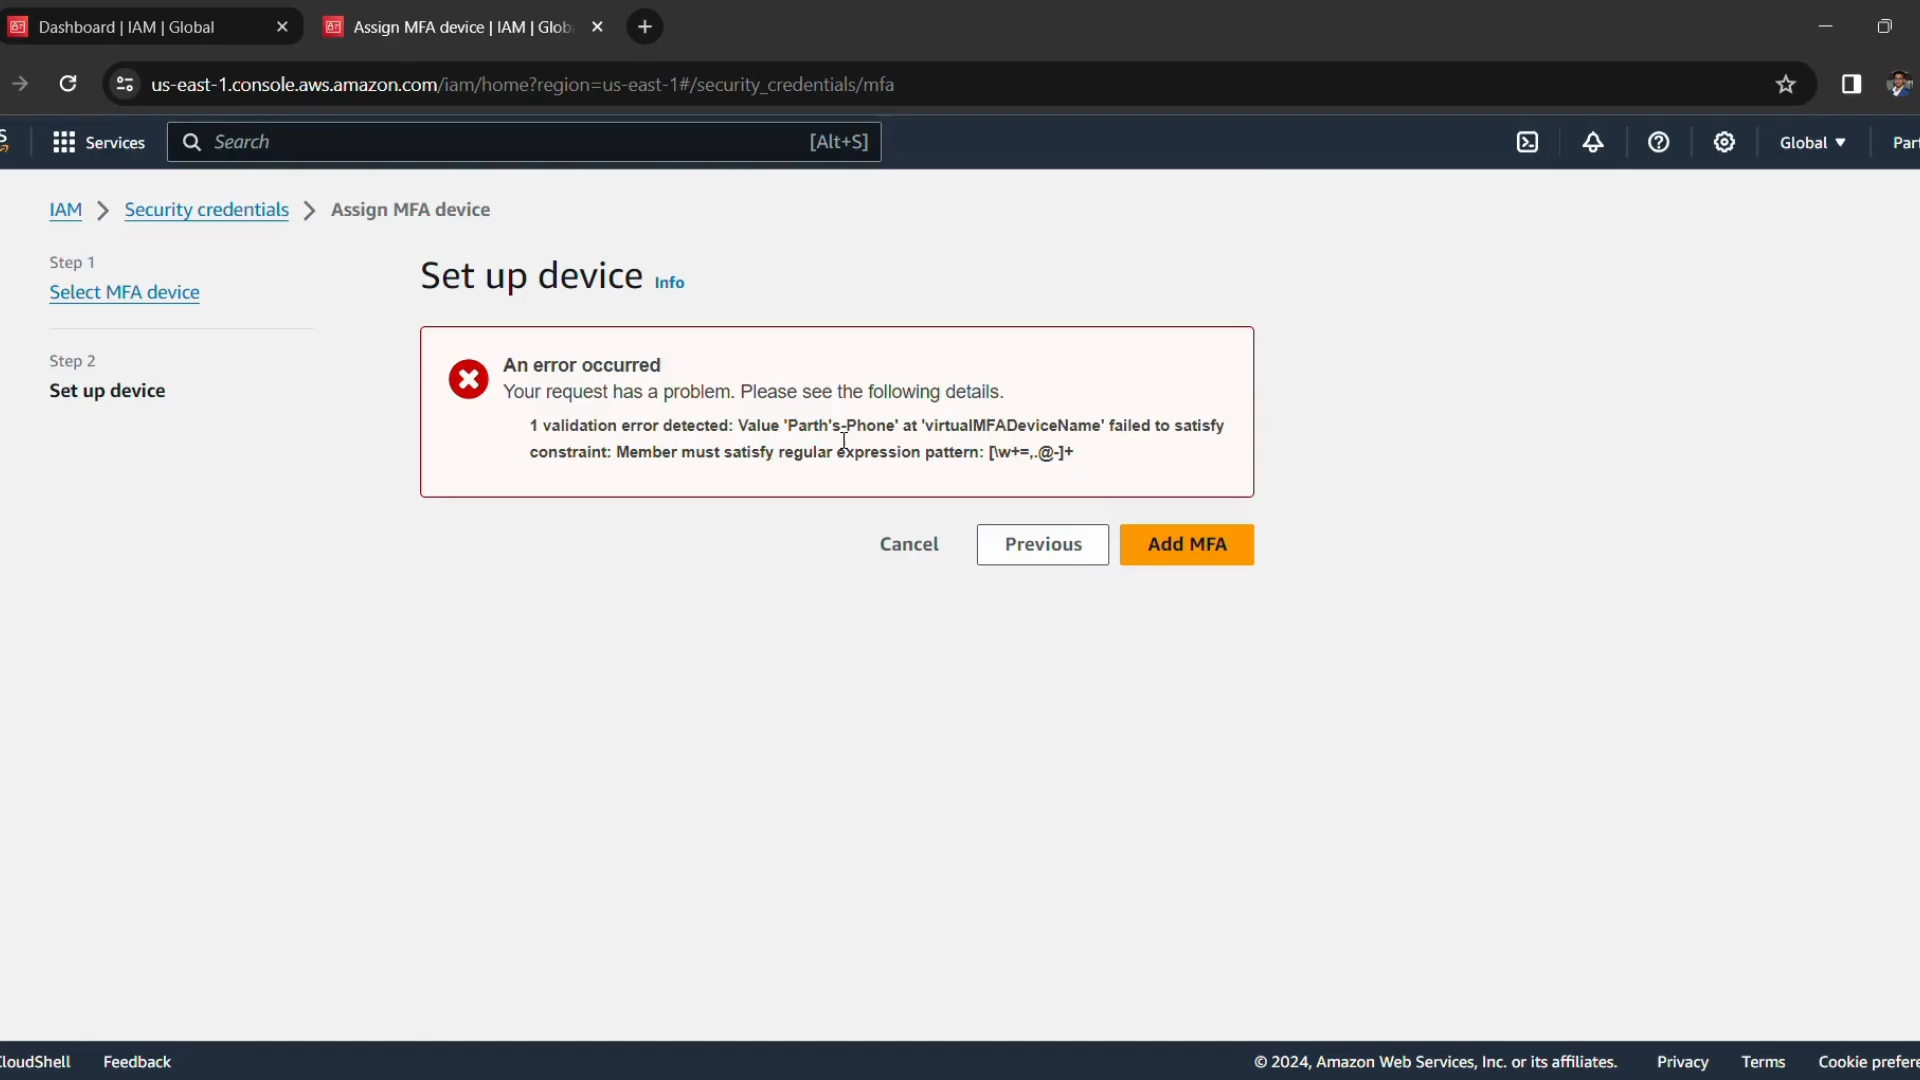 Dashboard | IAM | Global
Assign MFA device | IAM | Glob
us-east-1.console.aws.amazon.com/iam/home?region=us-east-1#/security_credentials/mfa
Services
Search
[Alt+S]
Global
IAM
Security credentials
Assign MFA device
Step 1
Select MFA device
Step 2
Set up device
Set up device Info
An error occurred
Your request has a problem. Please see the following details.
1 validation error detected: Value 'Parth's-Phone' at 'virtualMFADeviceName' failed to satisfy
constraint: Member must satisfy regular expression pattern: [\w+=,.@-]+
Cancel
Previous
Add MFA
CloudShell
Feedback
© 2024, Amazon Web Services, Inc. or its affiliates.
Privacy
Terms
Cookie prefere